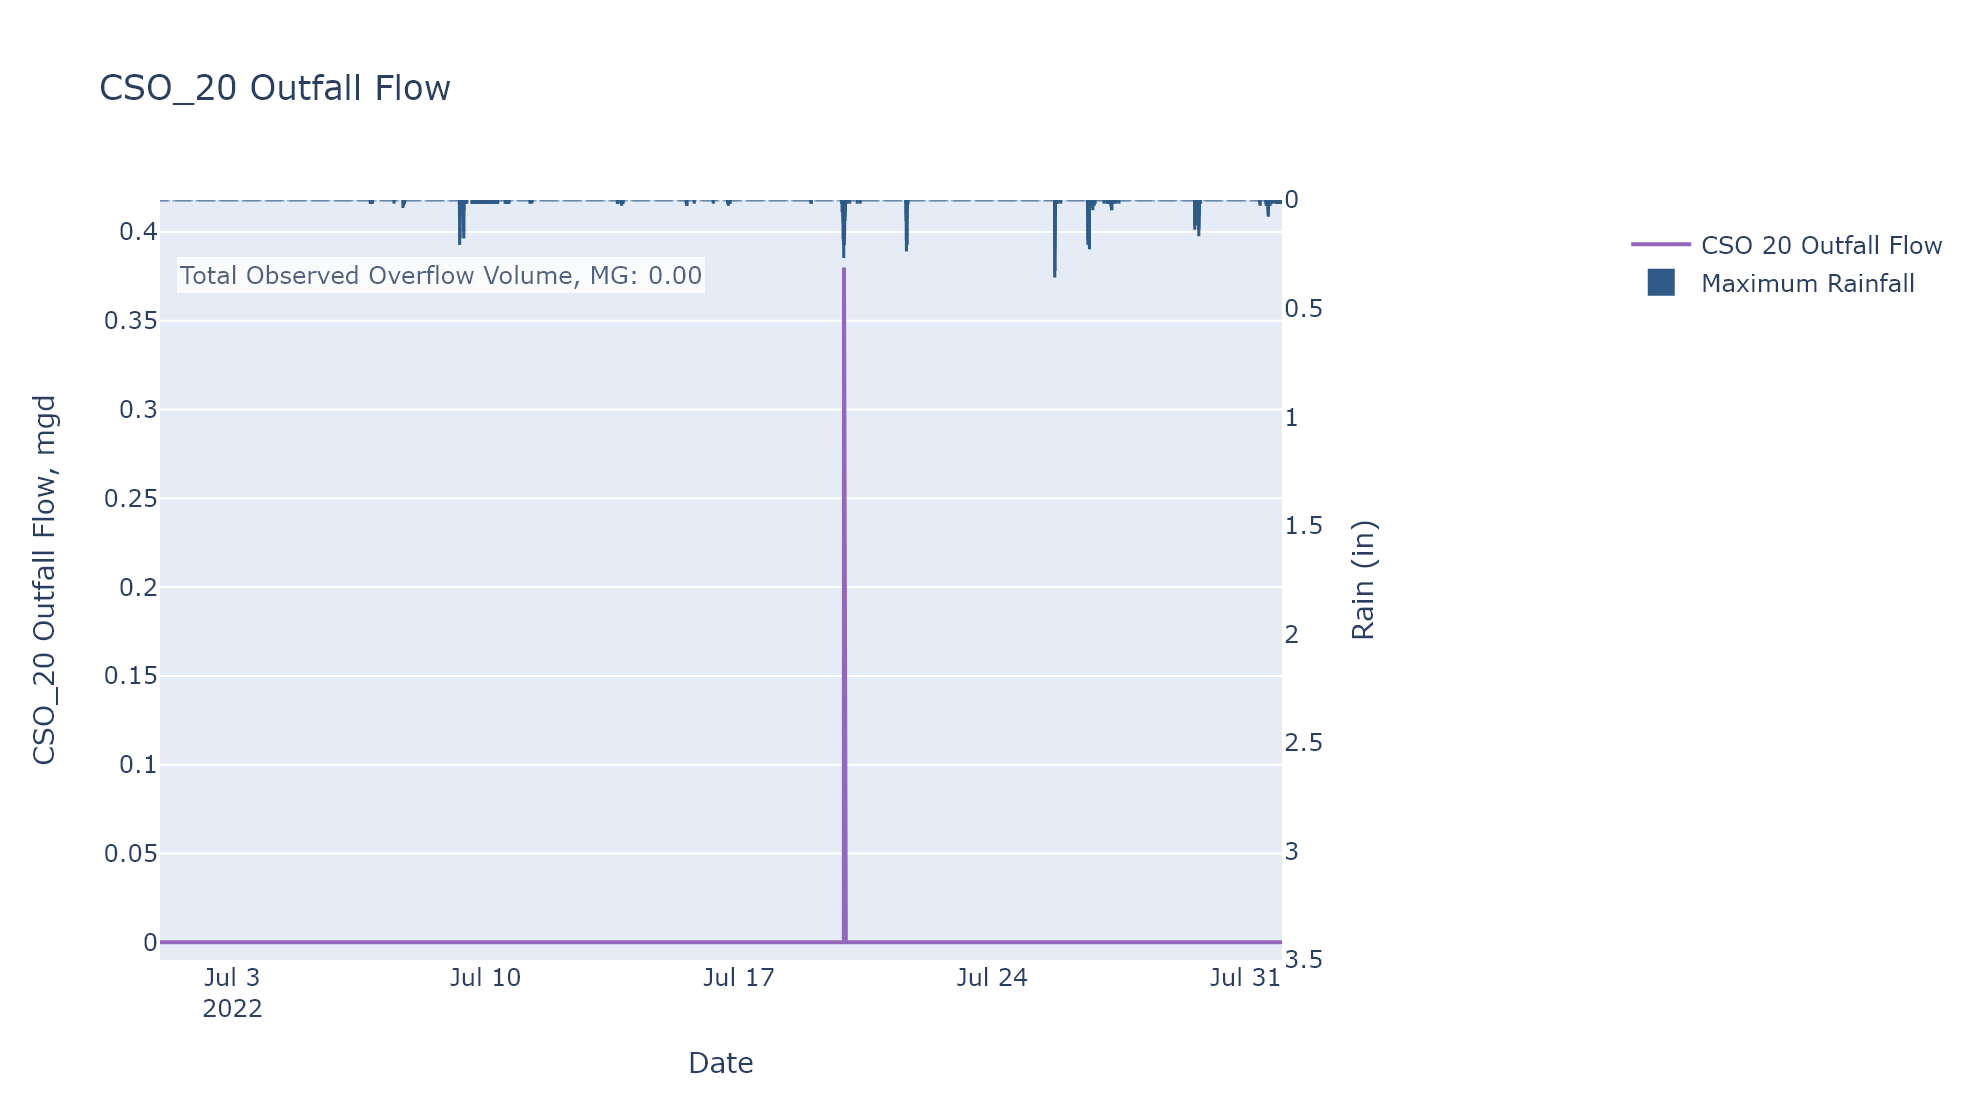 CSO_20 Outfall Flow
0
0.4
CSO 20 Outfall Flow
Total Observed Overflow Volume, MG: 0.00
Maximum Rainfall
0.35
0.5
0.3
1
0.25
1.5
CSO_20 Outfall Flow, mgd
Rain (in)
0.2
2
0.15
0.1
2.5
0.05
3
0
3.5
Jul 3
2022
Jul 10
Jul 17
Jul 24
Jul 31
Date